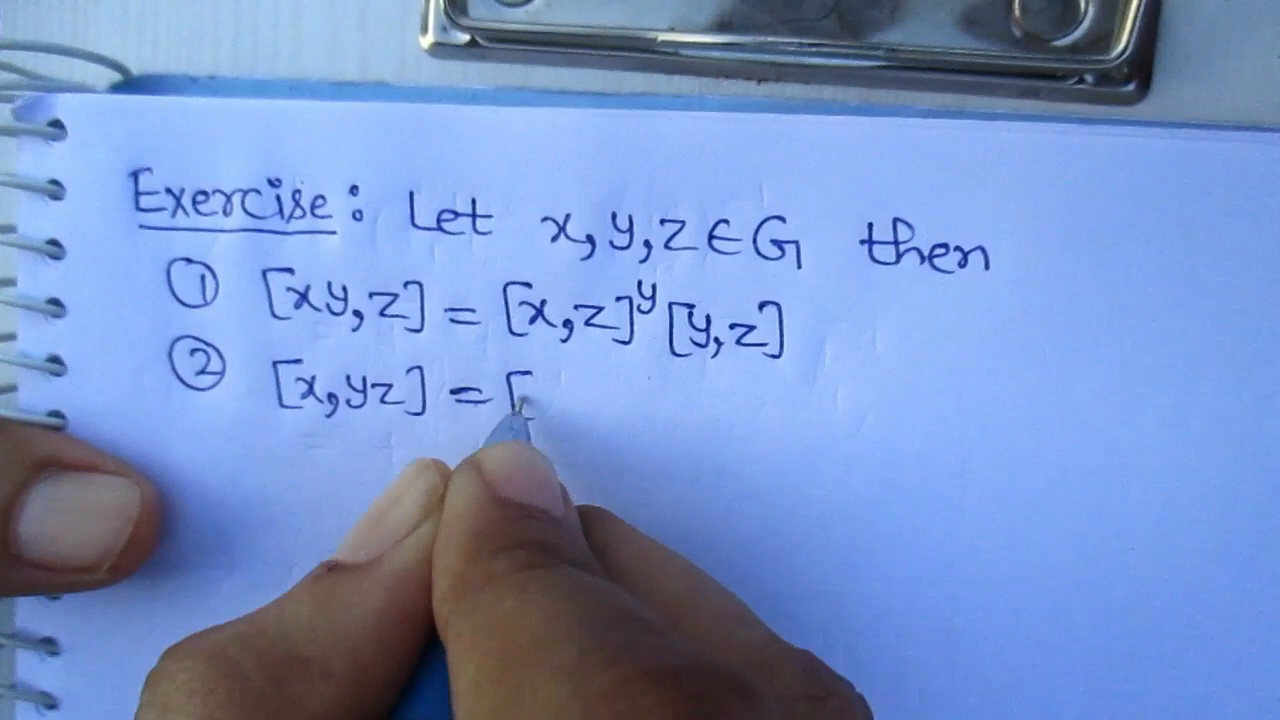 Exercise: Let x, y, z ∈ G then
① [xy, z] = [x, z]^y [y, z]
② [x, yz] = [